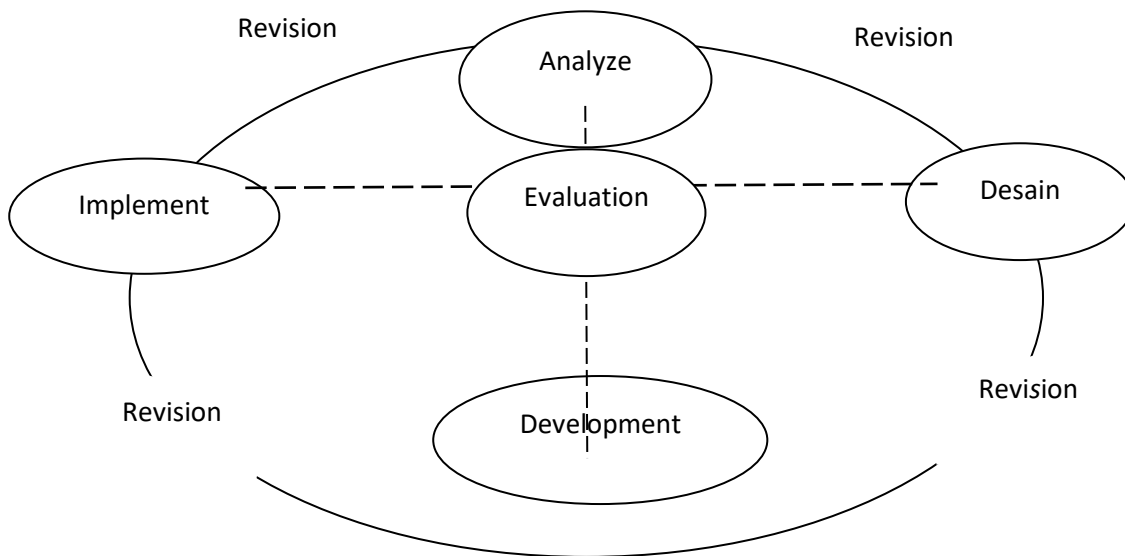 Revision
Revision
Analyze
Implement
Evaluation
Desain
Revision
Revision
Development